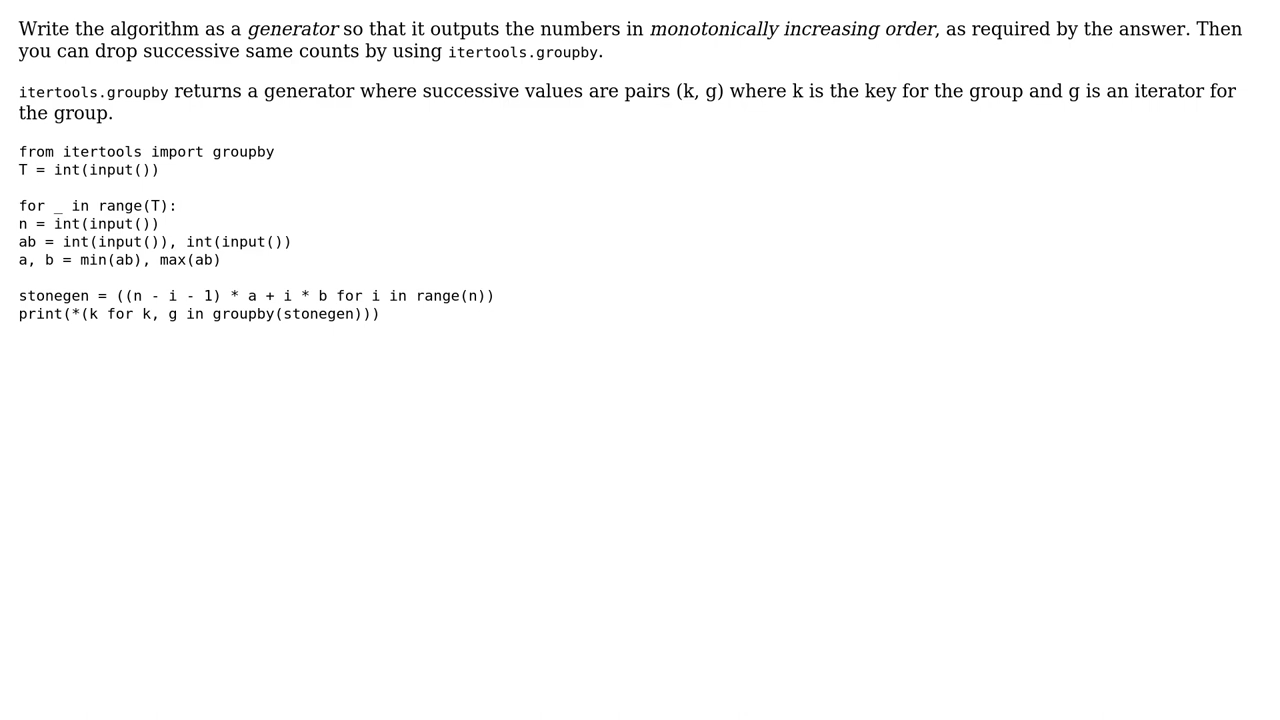 Write the algorithm as a generator so that it outputs the numbers in monotonically increasing order, as required by the answer. Then
you can drop successive same counts by using itertools.groupby.
itertools.groupby returns a generator where successive values are pairs (k, g) where k is the key for the group and g is an iterator for
the group.
from itertools import groupby
T = int(input())
for _ in range(T):
n = int(input())
ab = int(input()), int(input())
a, b = min(ab), max(ab)
stonegen = ((n - i - 1) * a + i * b for i in range(n))
print(*(k for k, g in groupby(stonegen)))